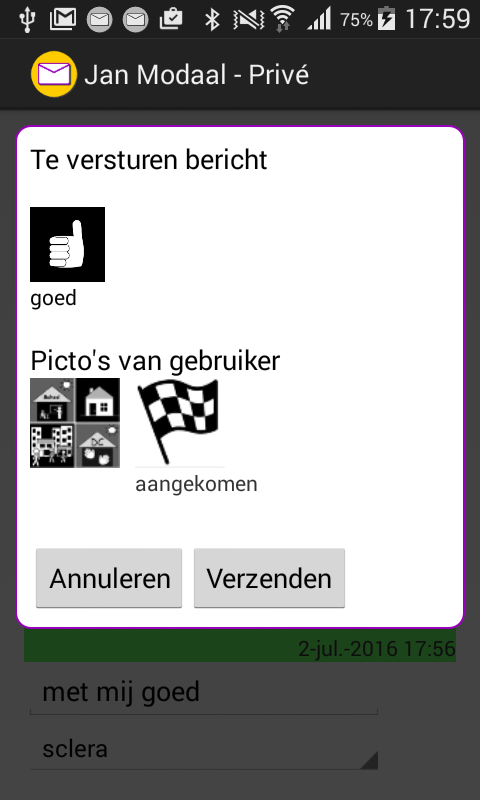 75% 17:59
Jan Modaal - Privé
Te versturen bericht
goed
Picto's van gebruiker
aangekomen
Annuleren Verzenden
2-jul.-2016 17:56
met mij goed
sclera